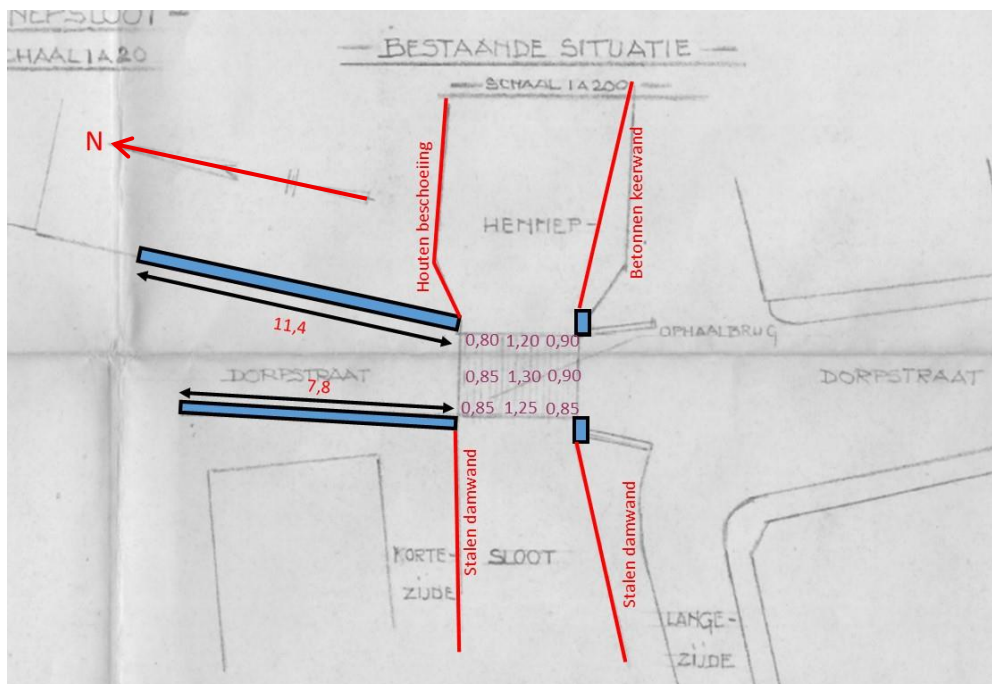 NEPSLOOT -
SCHAAL 1 A 20
— BESTAANDE SITUATIE —
— SCHAAL 1 A 200 —
N
H
Houten beschoeiing
Betonnen keerwand
HENNEP -
11,4
0,80 1,20 0,90
OPHAALBRUG
DORPSTRAAT
7,8
0,85 1,30 0,90
DORPSTRAAT
0,85 1,25 0,85
Stalen damwand
Stalen damwand
KORTE -
ZIJDE
SLOOT
LANGE -
ZIJDE